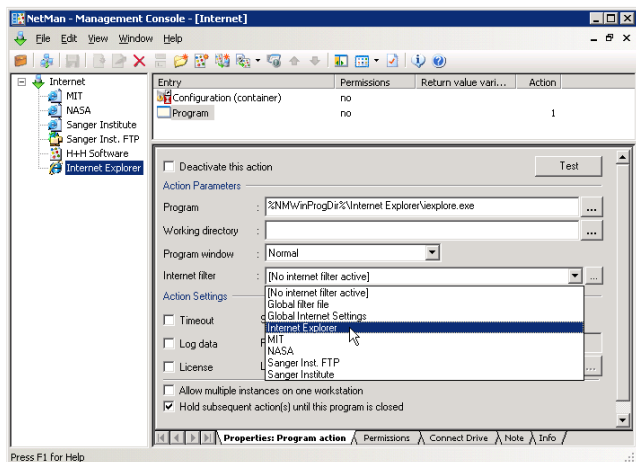 NetMan - Management Console - [Internet]
File Edit View Window Help
Internet
MIT
NASA
Sanger Institute
Sanger Inst. FTP
H+H Software
Internet Explorer
Entry Permissions Return value vari... Action
Configuration (container) no
Program no 1
Deactivate this action Test
Action Parameters
Program : %NMWinProgDir%\Internet Explorer\iexplore.exe ...
Working directory : ...
Program window : Normal
Internet filter : [No internet filter active] ...
[No internet filter active]
Global filter file
Global Internet Settings
Internet Explorer
MIT
NASA
Sanger Inst. FTP
Sanger Institute
Action Settings
Timeout
Log data
License ...
Allow multiple instances on one workstation
Hold subsequent action(s) until this program is closed
Properties: Program action Permissions Connect Drive Note Info
Press F1 for Help